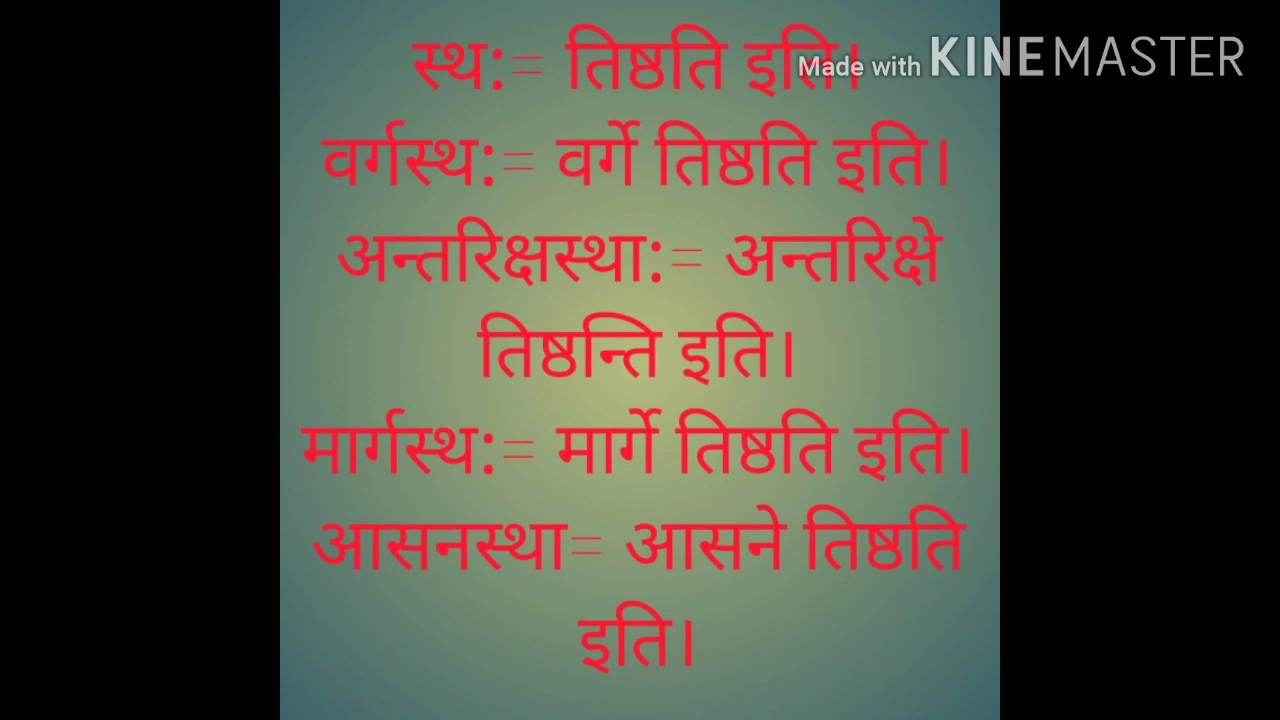 स्थ:= तिष्ठति इति।
Made with KINEMASTER
वर्गस्थ:= वर्गे तिष्ठति इति।
अन्तरिक्षस्था:= अन्तरिक्षे
तिष्ठन्ति इति।
मार्गस्थ:= मार्गे तिष्ठति इति।
आसनस्था= आसने तिष्ठति
इति।